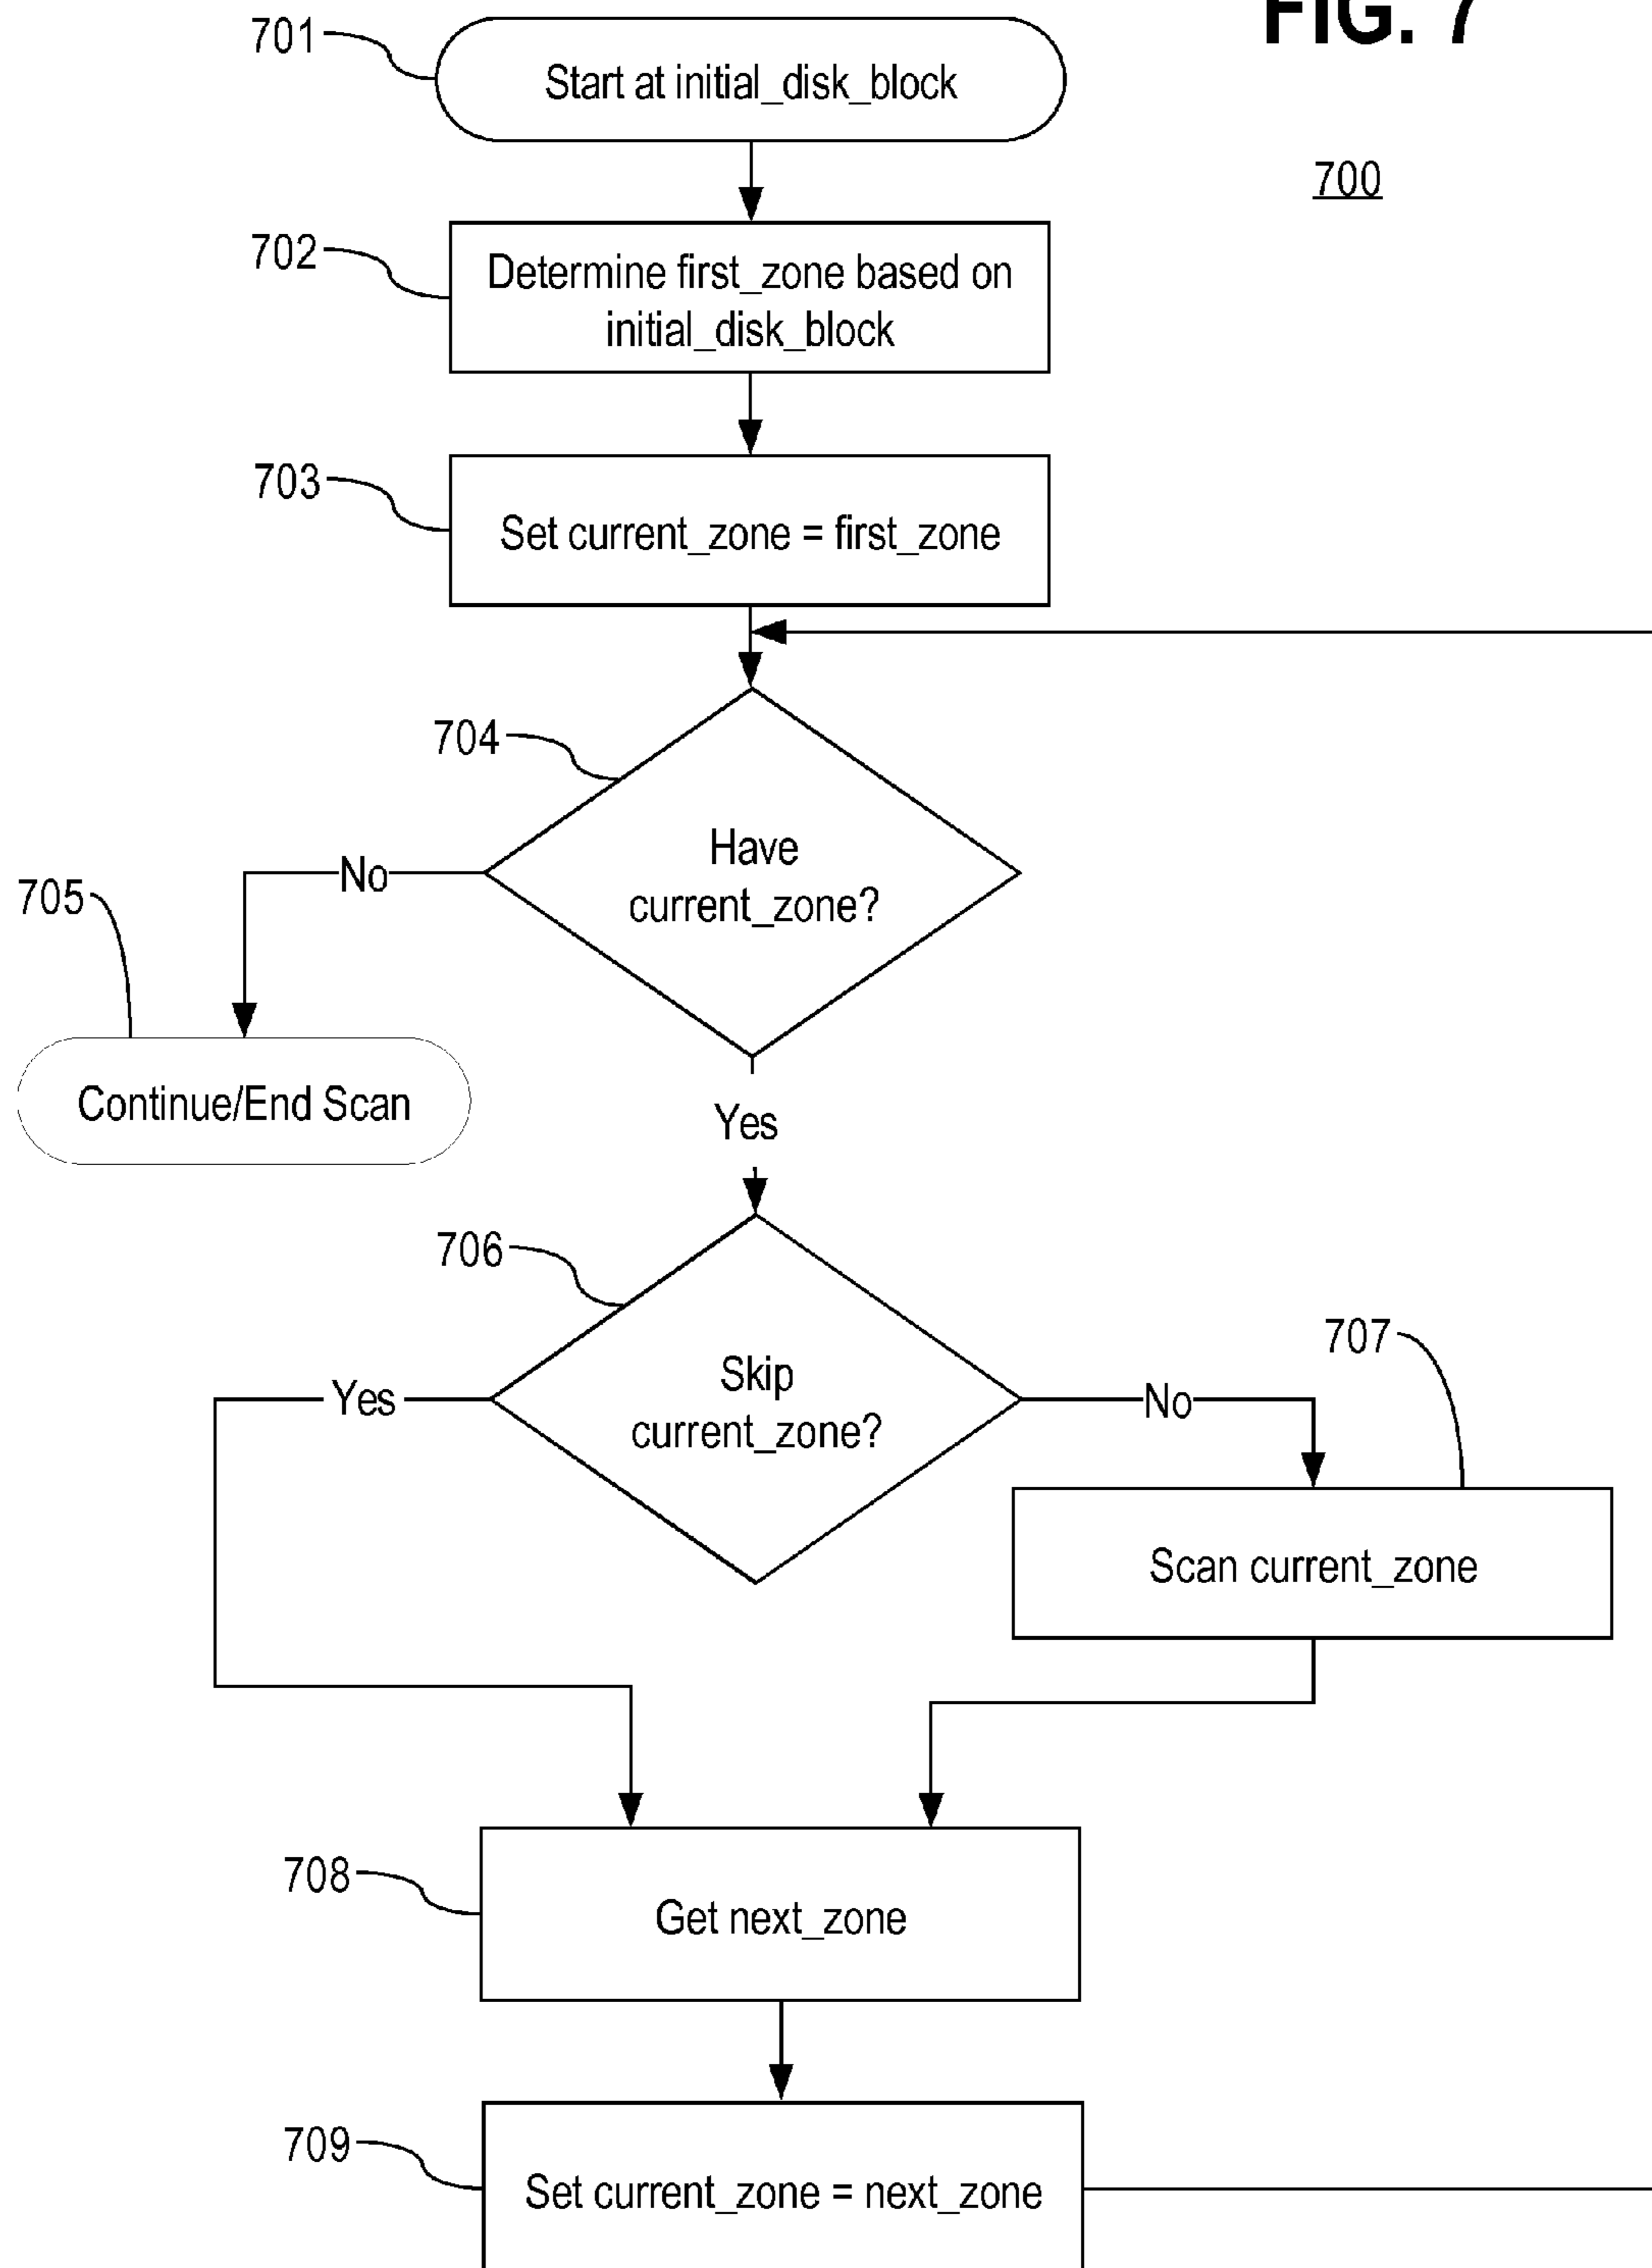 FIG. 7
701
Start at initial_disk_block
700
702
Determine first_zone based on
initial_disk_block
703
Set current_zone = first_zone
704
Have
current_zone?
No
705
Continue/End Scan
Yes
706
Skip
current_zone?
Yes
No
707
Scan current_zone
708
Get next_zone
709
Set current_zone = next_zone